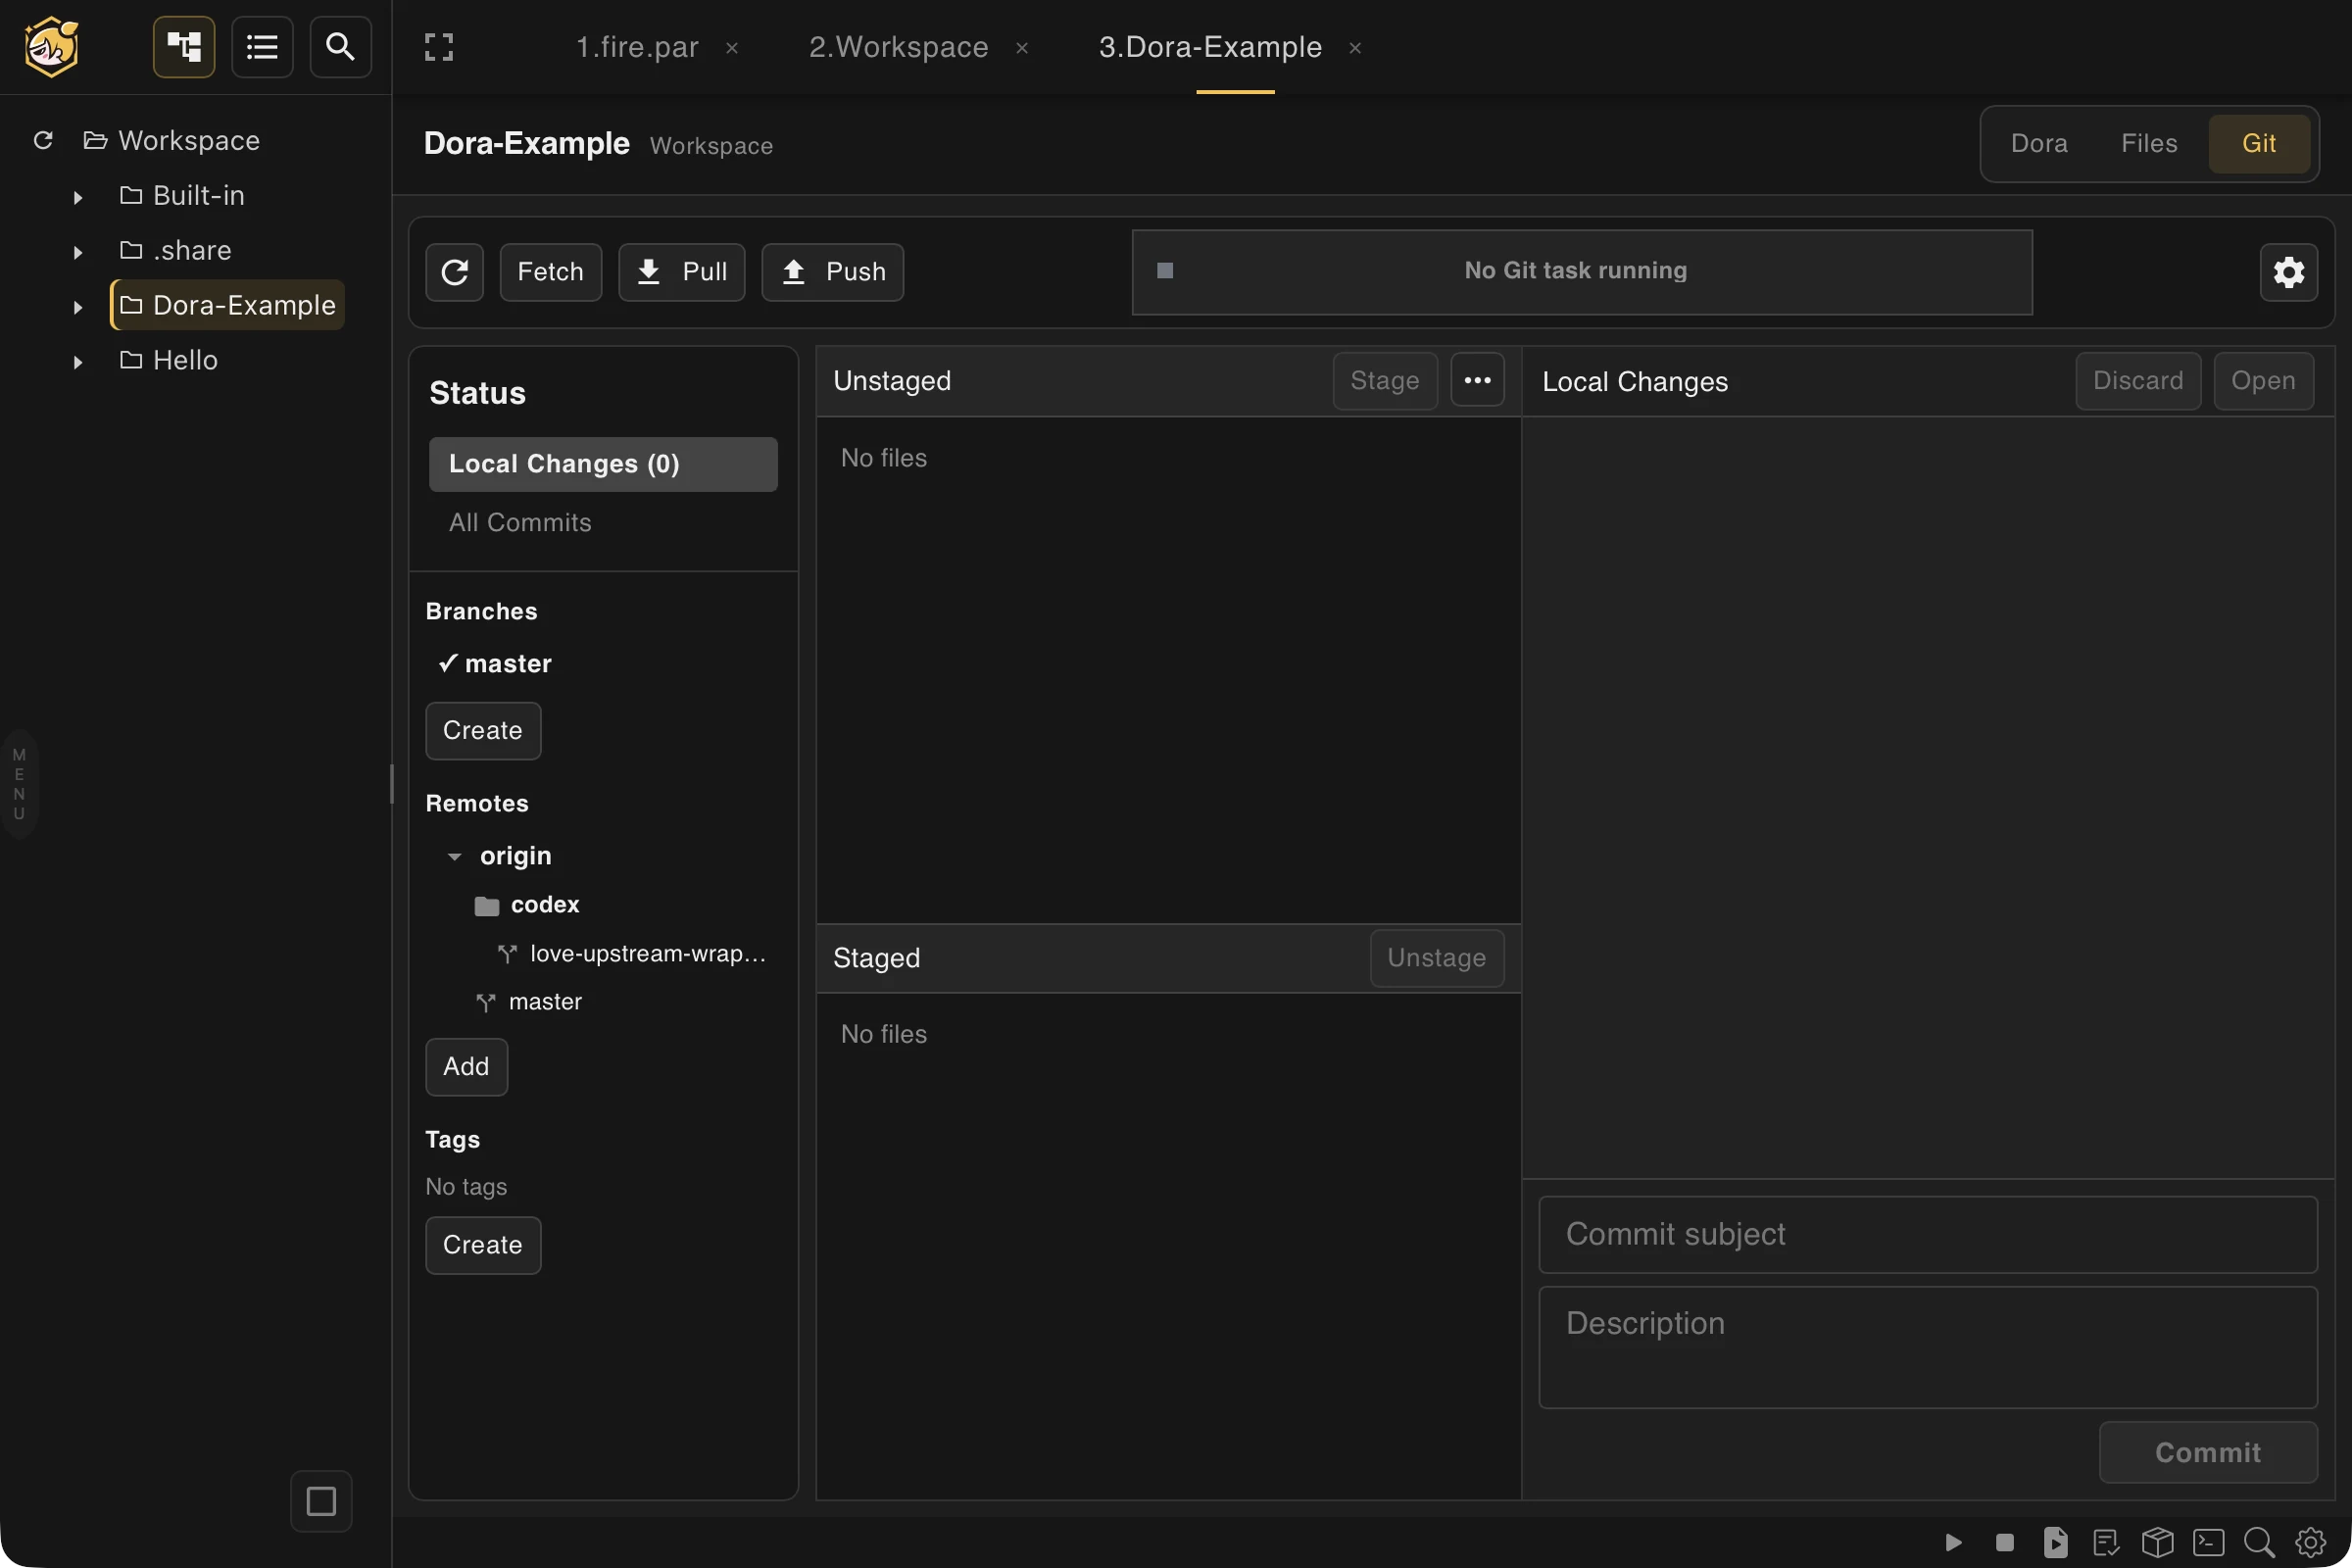 1.fire.par
2.Workspace
3.Dora-Example
Workspace
Built-in
.share
Dora-Example
Hello
MENU
Dora-Example Workspace
Dora Files Git
Fetch Pull Push
No Git task running
Status
Local Changes (0)
All Commits
Branches
master
Create
Remotes
origin
codex
love-upstream-wrap...
master
Add
Tags
No tags
Create
Unstaged Stage
No files
Staged Unstage
No files
Local Changes Discard Open
Commit subject
Description
Commit